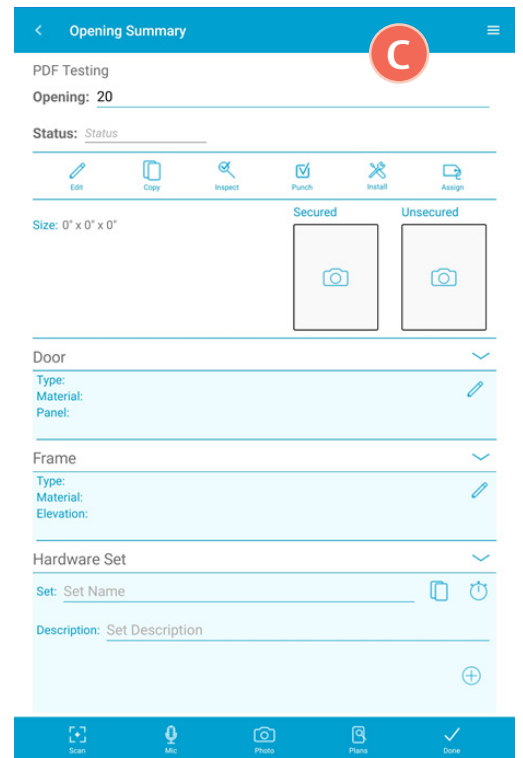 Opening Summary
C
PDF Testing
Opening: 20
Status: Status
Edit Copy Inspect Punch Install Assign
Size: 0" x 0" x 0"
Secured Unsecured
Door
Type:
Material:
Panel:
Frame
Type:
Material:
Elevation:
Hardware Set
Set: Set Name
Description: Set Description
Scan Mic Photo Plans Done